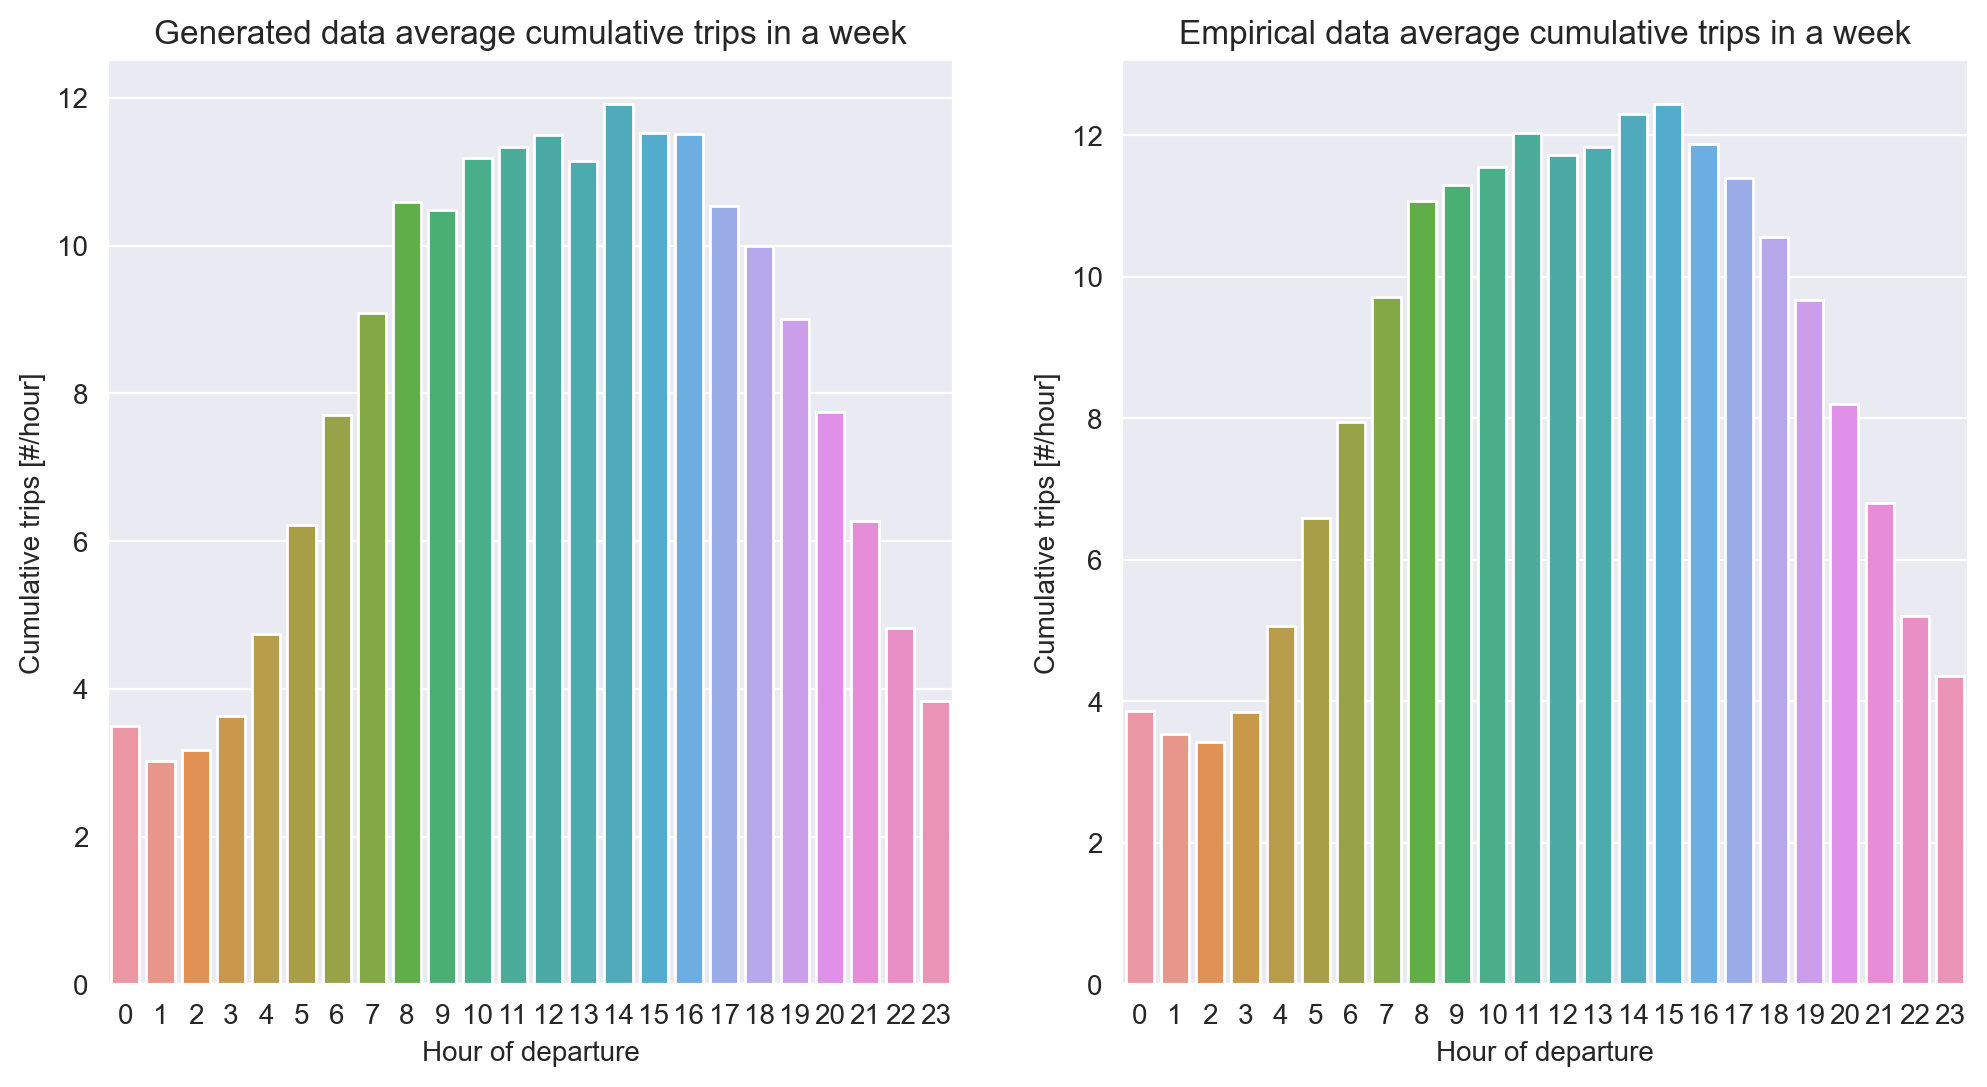 Generated data average cumulative trips in a week
Cumulative trips [#/hour]
12
10
8
6
4
2
0
0 1 2 3 4 5 6 7 8 9 10 11 12 13 14 15 16 17 18 19 20 21 22 23
Hour of departure
Empirical data average cumulative trips in a week
Cumulative trips [#/hour]
12
10
8
6
4
2
0
0 1 2 3 4 5 6 7 8 9 10 11 12 13 14 15 16 17 18 19 20 21 22 23
Hour of departure